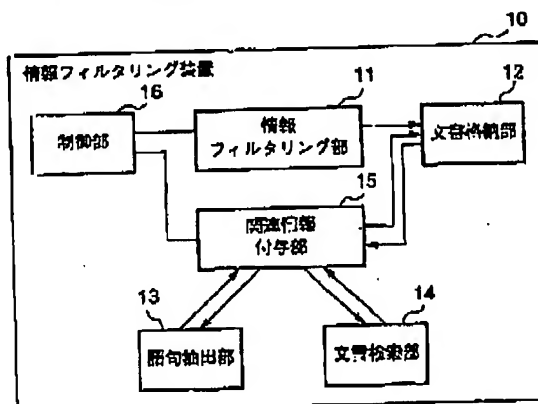 10
情報フィルタリング装置
16
11
12
制御部
情報
フィルタリング部
文書格納部
15
関連情報
付与部
13
14
語句抽出部
文書検索部